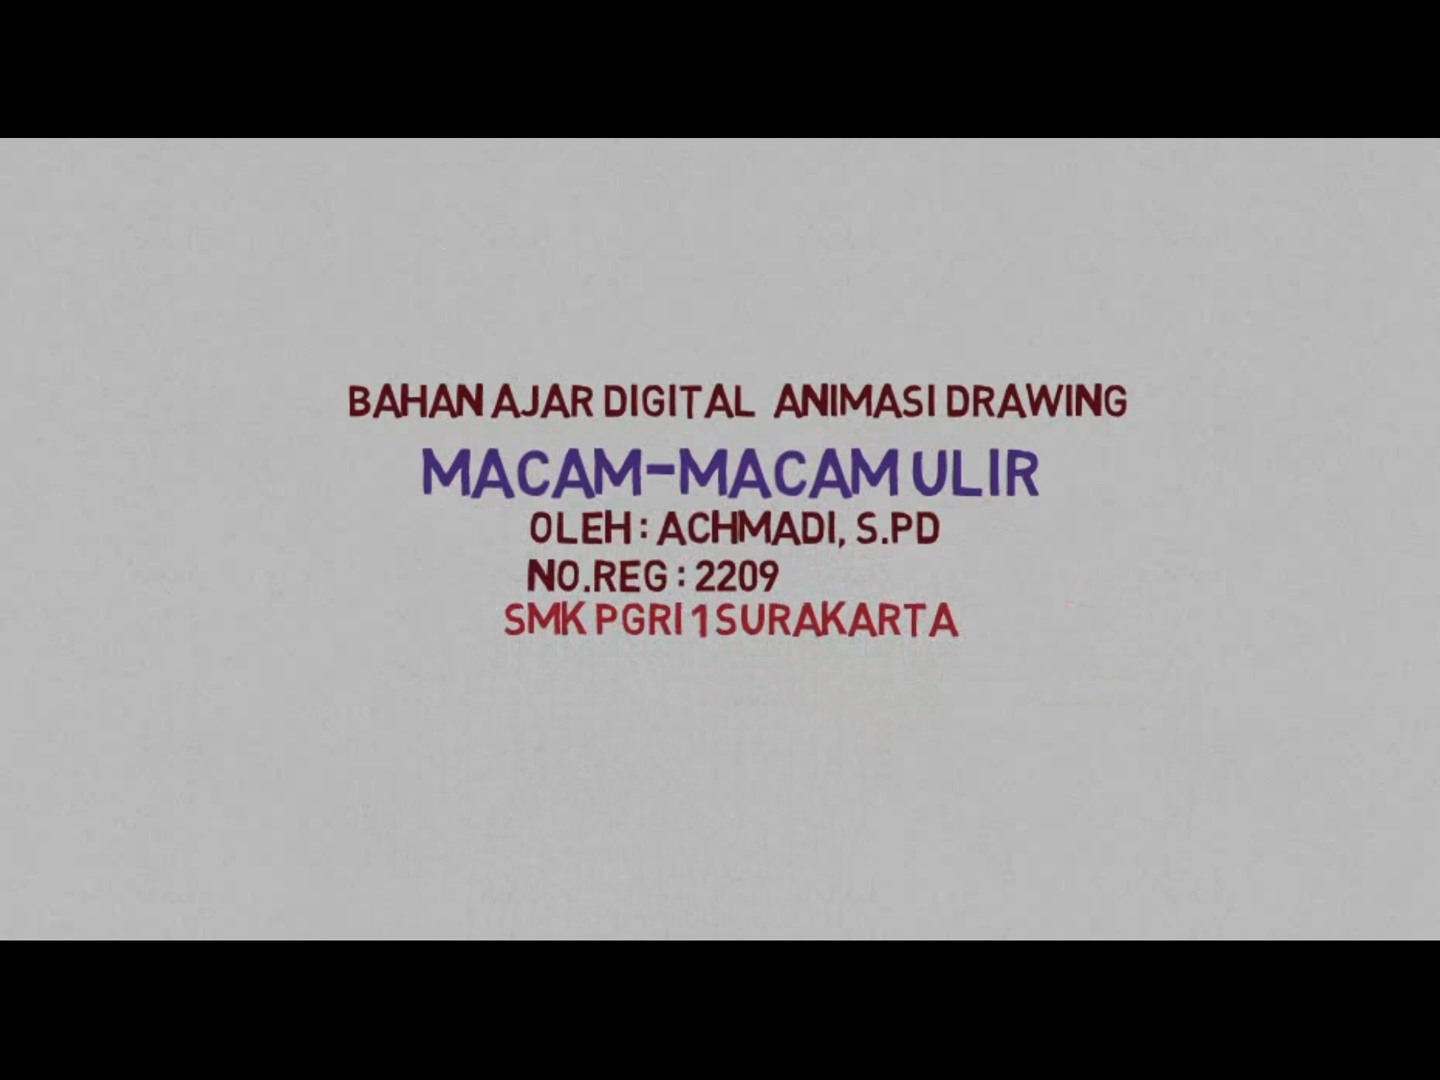 BAHAN AJAR DIGITAL ANIMASI DRAWING
MACAM-MACAM ULIR
OLEH : ACHMADI, S.PD
NO.REG : 2209
SMK PGRI 1 SURAKARTA